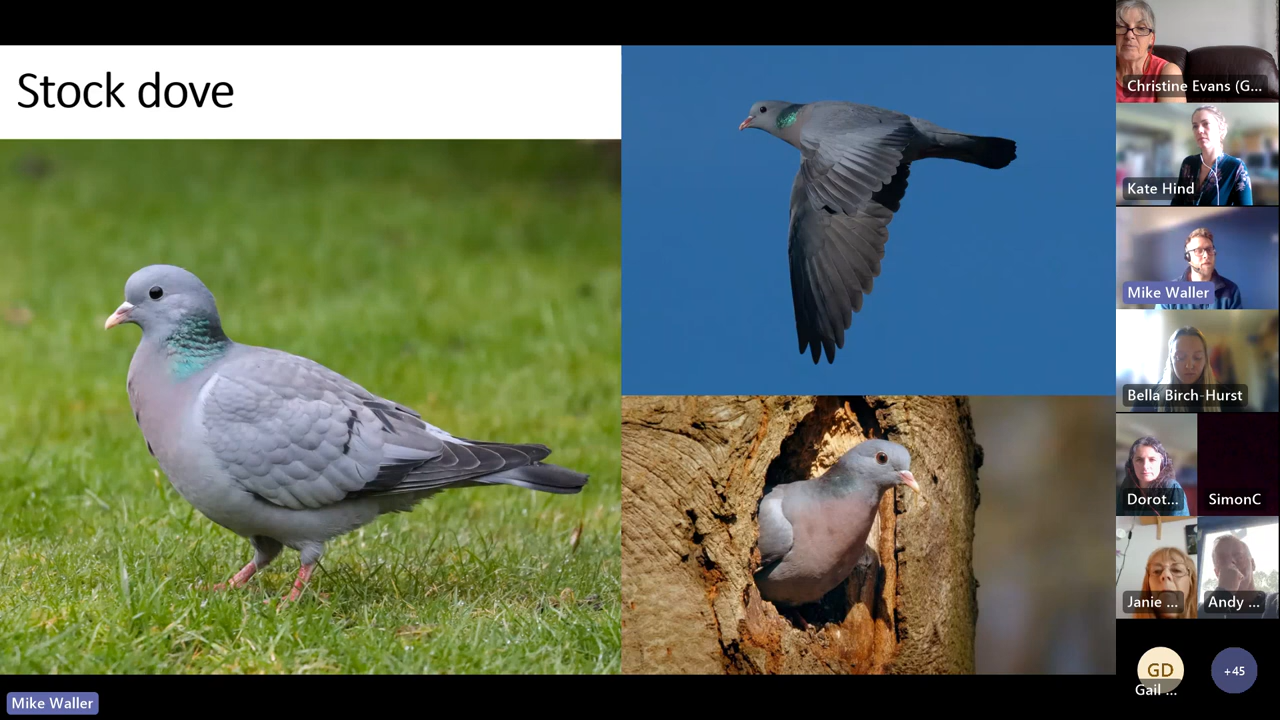 Stock dove
Christine Evans (G...
Kate Hind
Mike Waller
Bella Birch-Hurst
Dorot...
SimonC
Janie ...
Andy ...
GD
Gail ...
+45
Mike Waller